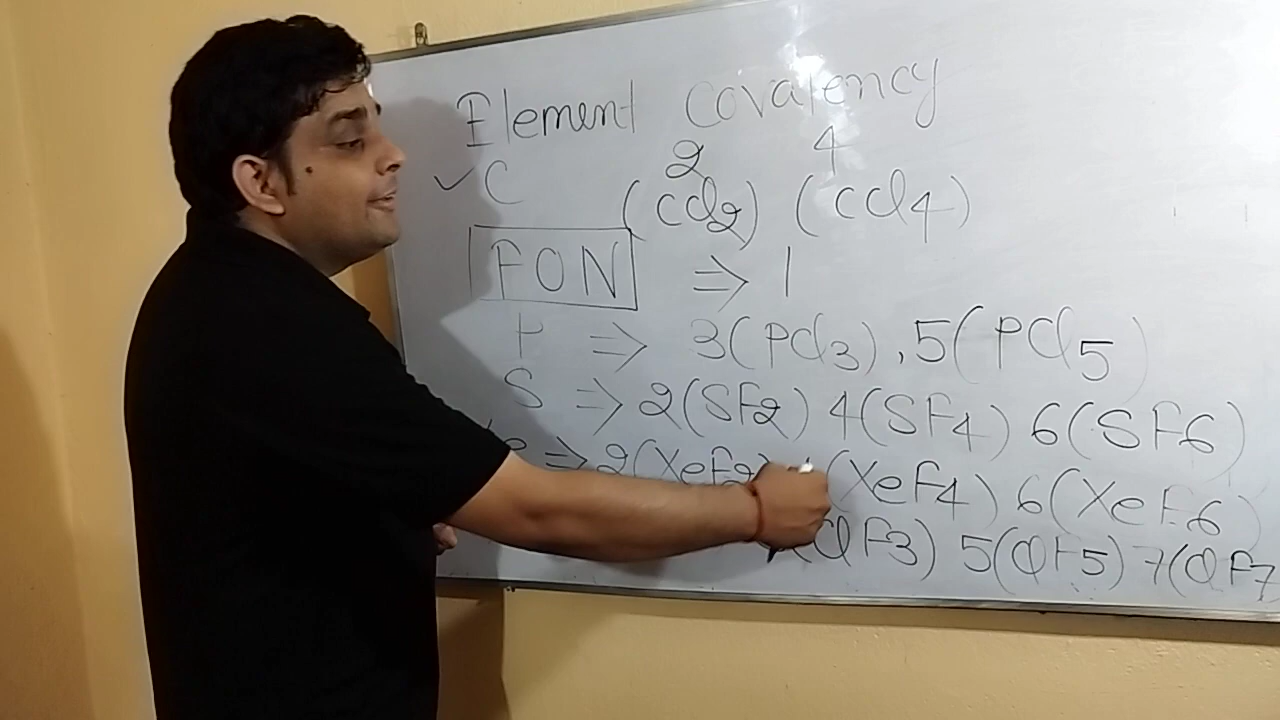 Element Covalency
2 4
✓ C (CCl2) (CCl4)
FON ⇒ 1
P ⇒ 3(PCl3), 5(PCl5)
S ⇒ 2(SF2) 4(SF4) 6(SF6)
⇒ 2(XeF2) (XeF4) 6(XeF6)
(ClF3) 5(ClF5) 7(ClF7